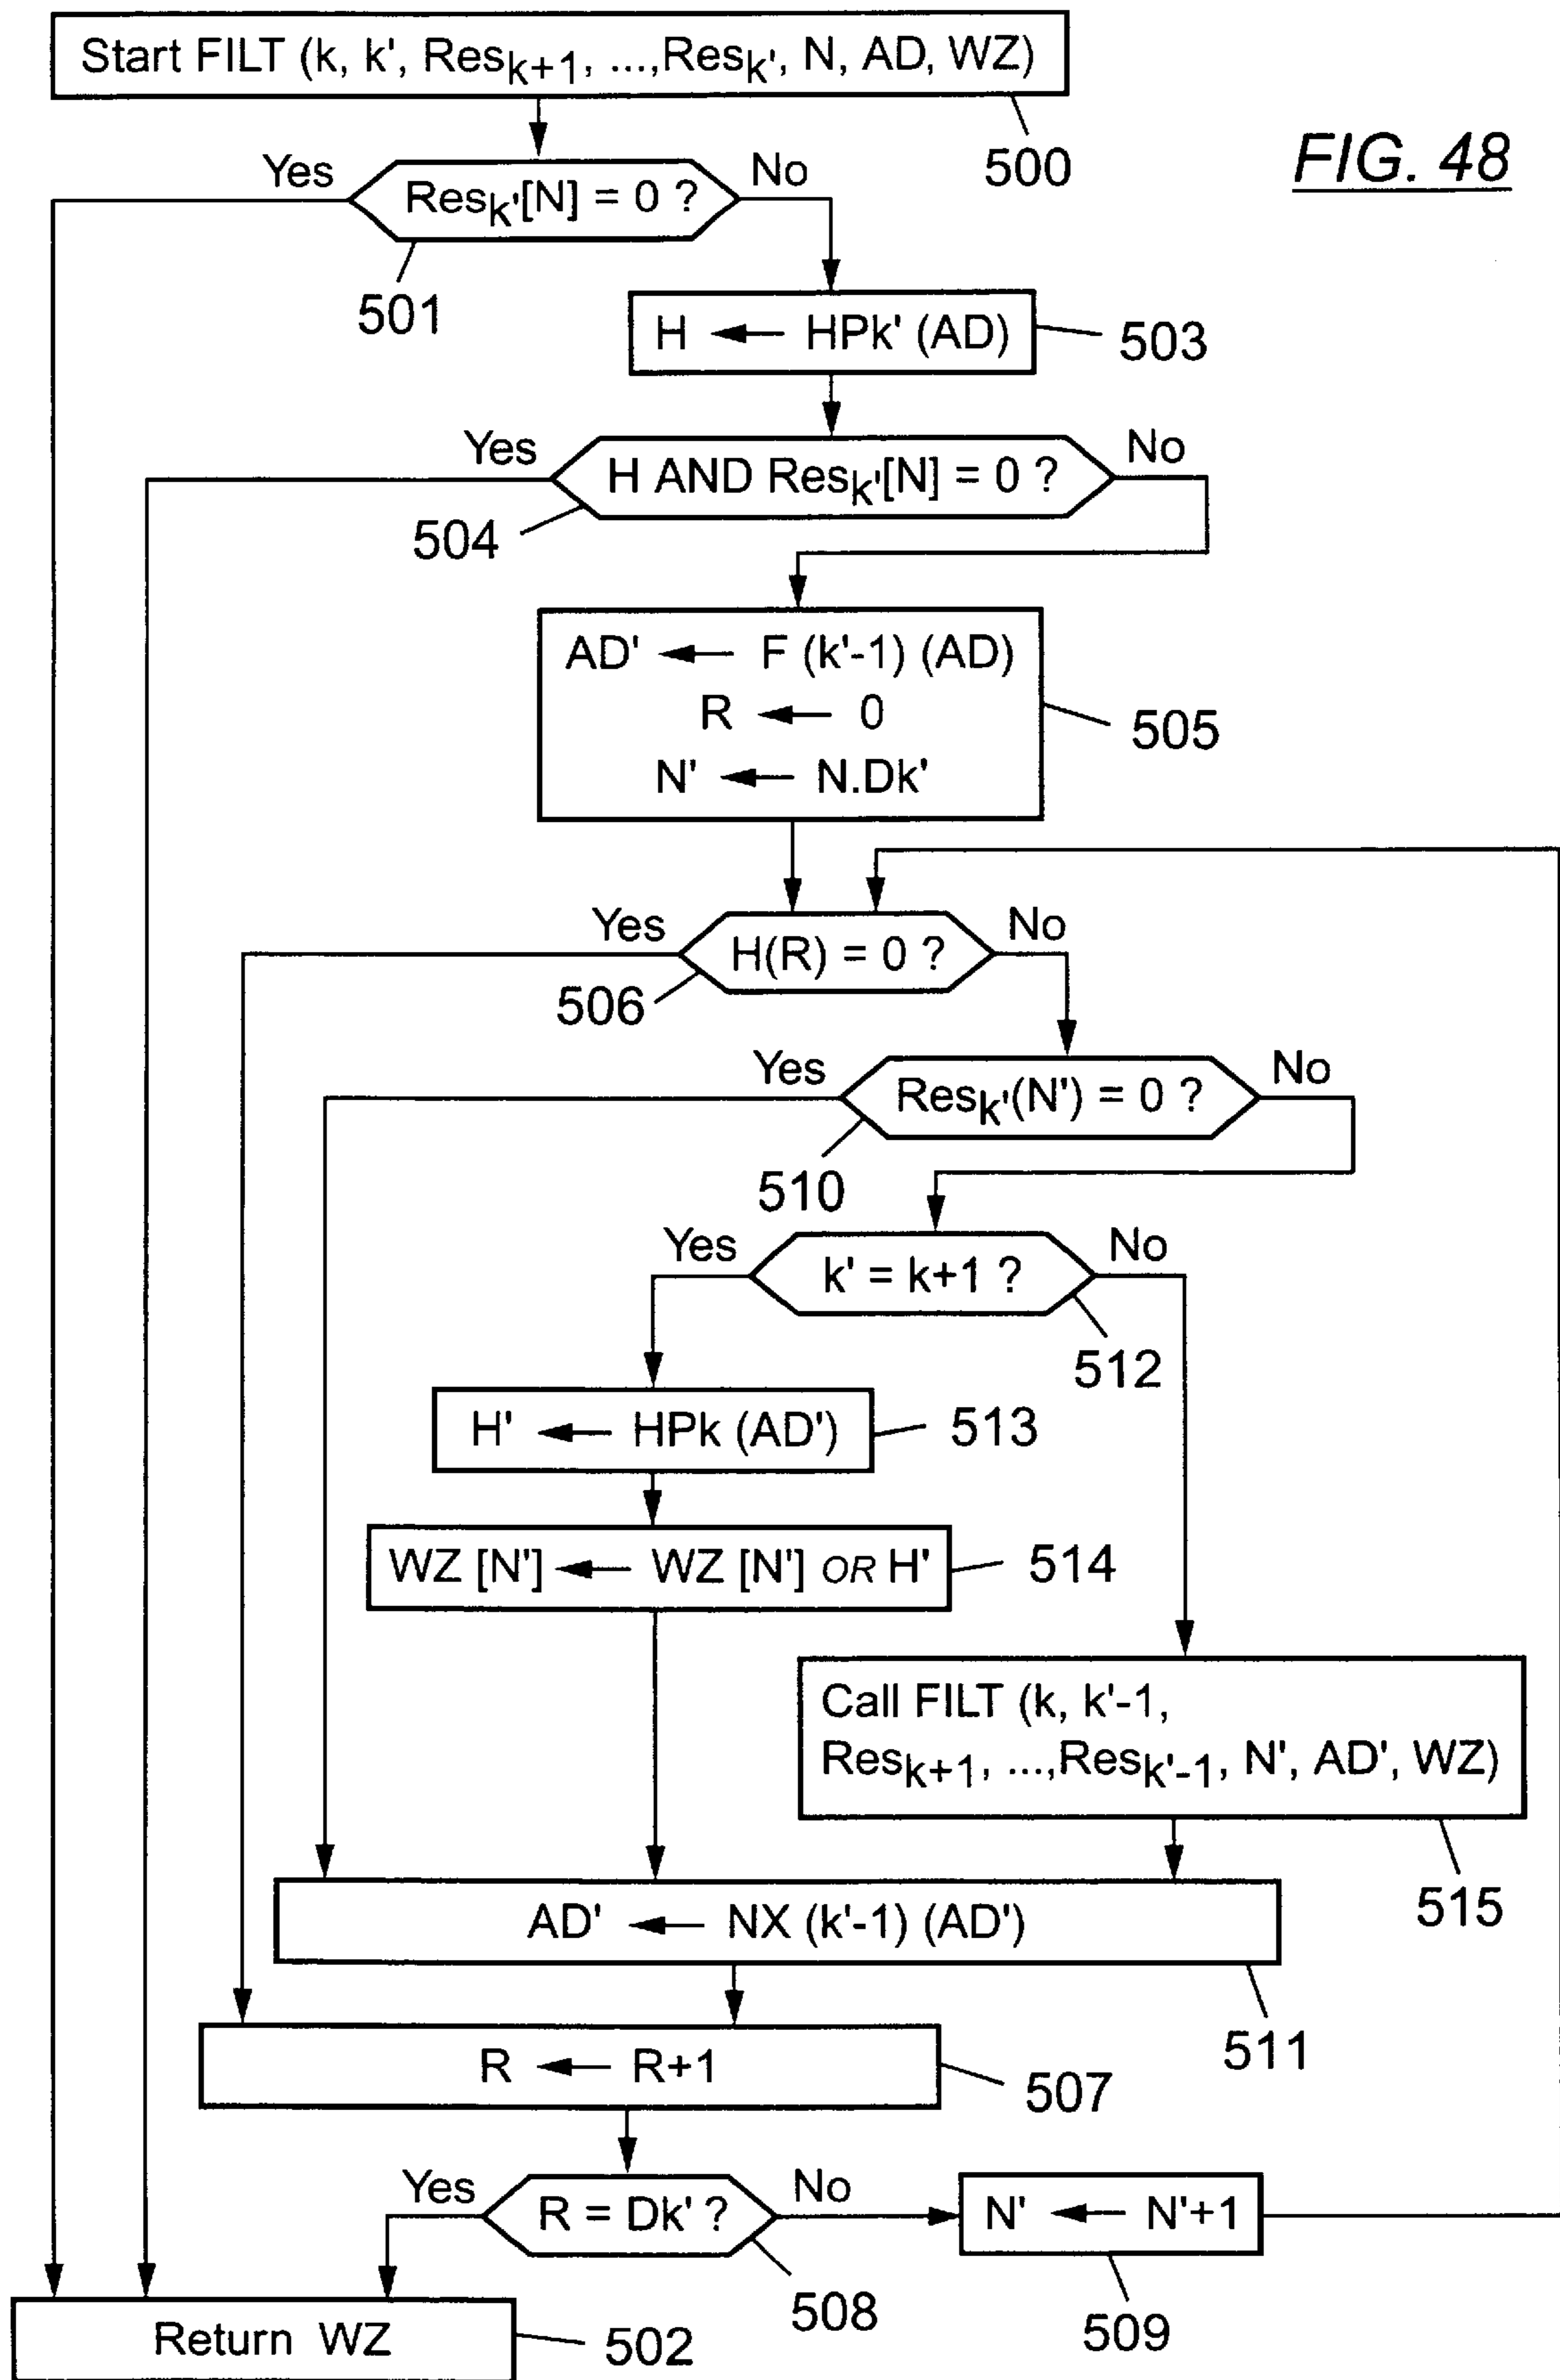 Start FILT (k, k', Resk+1, ...,Resk', N, AD, WZ)
500
FIG. 48
Yes
Resk'[N] = 0 ?
No
501
H ← HPk' (AD)
503
Yes
H AND Resk'[N] = 0 ?
No
504
AD' ← F (k'-1) (AD)
R ← 0
N' ← N.Dk'
505
Yes
H(R) = 0 ?
No
506
Yes
Resk'(N') = 0 ?
No
510
Yes
k' = k+1 ?
No
512
H' ← HPk (AD')
513
WZ [N'] ← WZ [N'] OR H'
514
Call FILT (k, k'-1,
Resk+1, ...,Resk'-1, N', AD', WZ)
515
AD' ← NX (k'-1) (AD')
511
R ← R+1
507
Yes
R = Dk' ?
No
508
N' ← N'+1
509
Return WZ
502